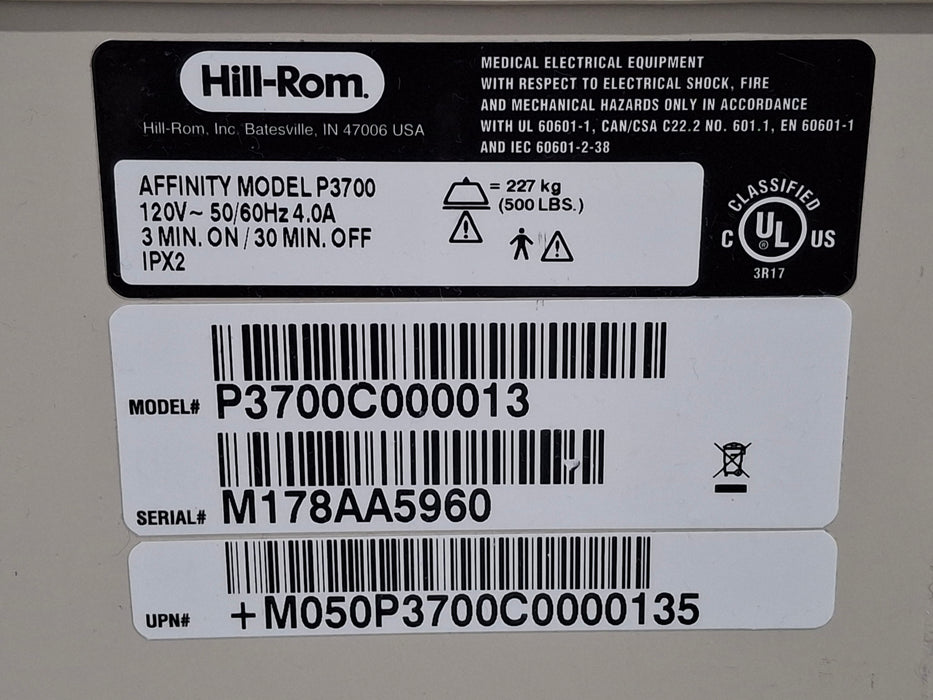 Hill-Rom.
Hill-Rom, Inc. Batesville, IN 47006 USA
MEDICAL ELECTRICAL EQUIPMENT
WITH RESPECT TO ELECTRICAL SHOCK, FIRE
AND MECHANICAL HAZARDS ONLY IN ACCORDANCE
WITH UL 60601-1, CAN/CSA C22.2 NO. 601.1, EN 60601-1
AND IEC 60601-2-38
AFFINITY MODEL P3700
120V~ 50/60Hz 4.0A
3 MIN. ON / 30 MIN. OFF
IPX2
= 227 kg
(500 LBS.)
CLASSIFIED
C UL ® US
3R17
MODEL# P3700C000013
SERIAL# M178AA5960
UPN# +M050P3700C0000135